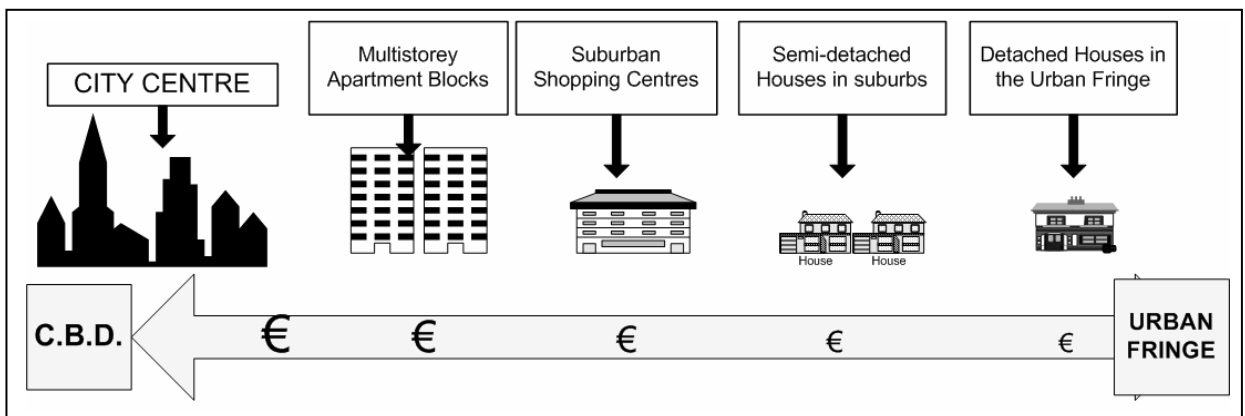 CITY CENTRE
Multistorey
Apartment Blocks
Suburban
Shopping Centres
Semi-detached
Houses in suburbs
Detached Houses in
the Urban Fringe
House
House
C.B.D.
€
€
€
€
€
URBAN
FRINGE